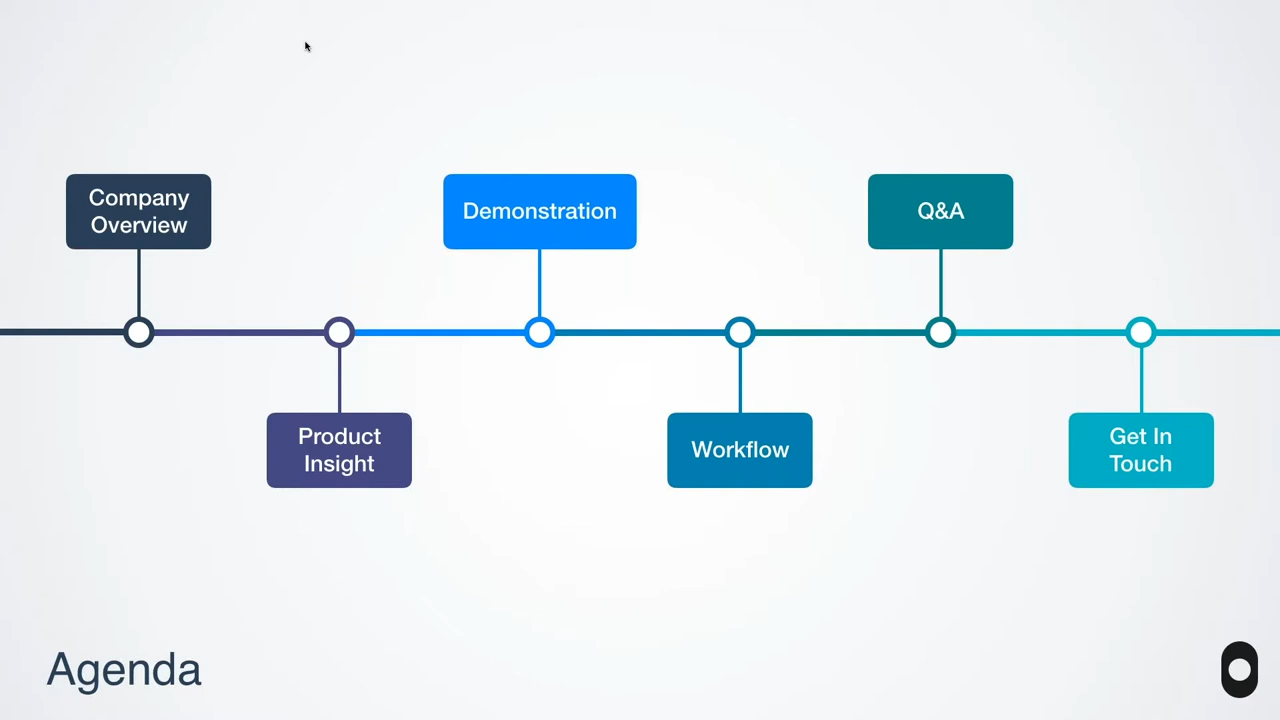 Company
Overview
Product
Insight
Demonstration
Workflow
Q&A
Get In
Touch
Agenda